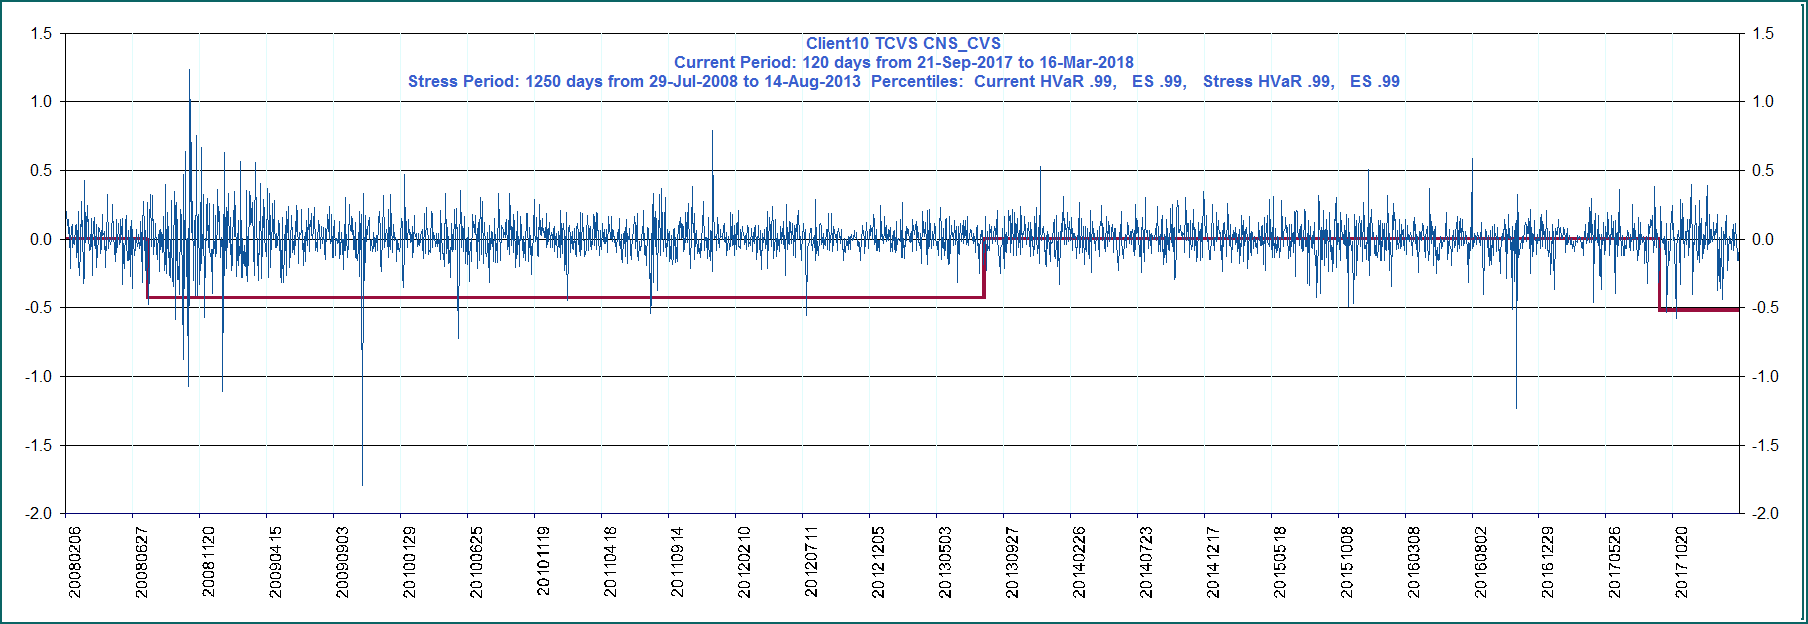 Client10 TCVS CNS_CVS
Current Period: 120 days from 21-Sep-2017 to 16-Mar-2018
Stress Period: 1250 days from 29-Jul-2008 to 14-Aug-2013  Percentiles:  Current HVaR .99,   ES .99,   Stress HVaR .99,   ES .99
1.5 1.5
1.0 1.0
0.5 0.5
0.0 0.0
-0.5 -0.5
-1.0 -1.0
-1.5 -1.5
-2.0 -2.0
20080206 20080627 20081120 20090415 20090903 20100129 20100625 20101119 20110418 20110914 20120210 20120711 20121205 20130503 20130927 20140226 20140723 20141217 20150518 20151008 20160308 20160802 20161229 20170526 20171020